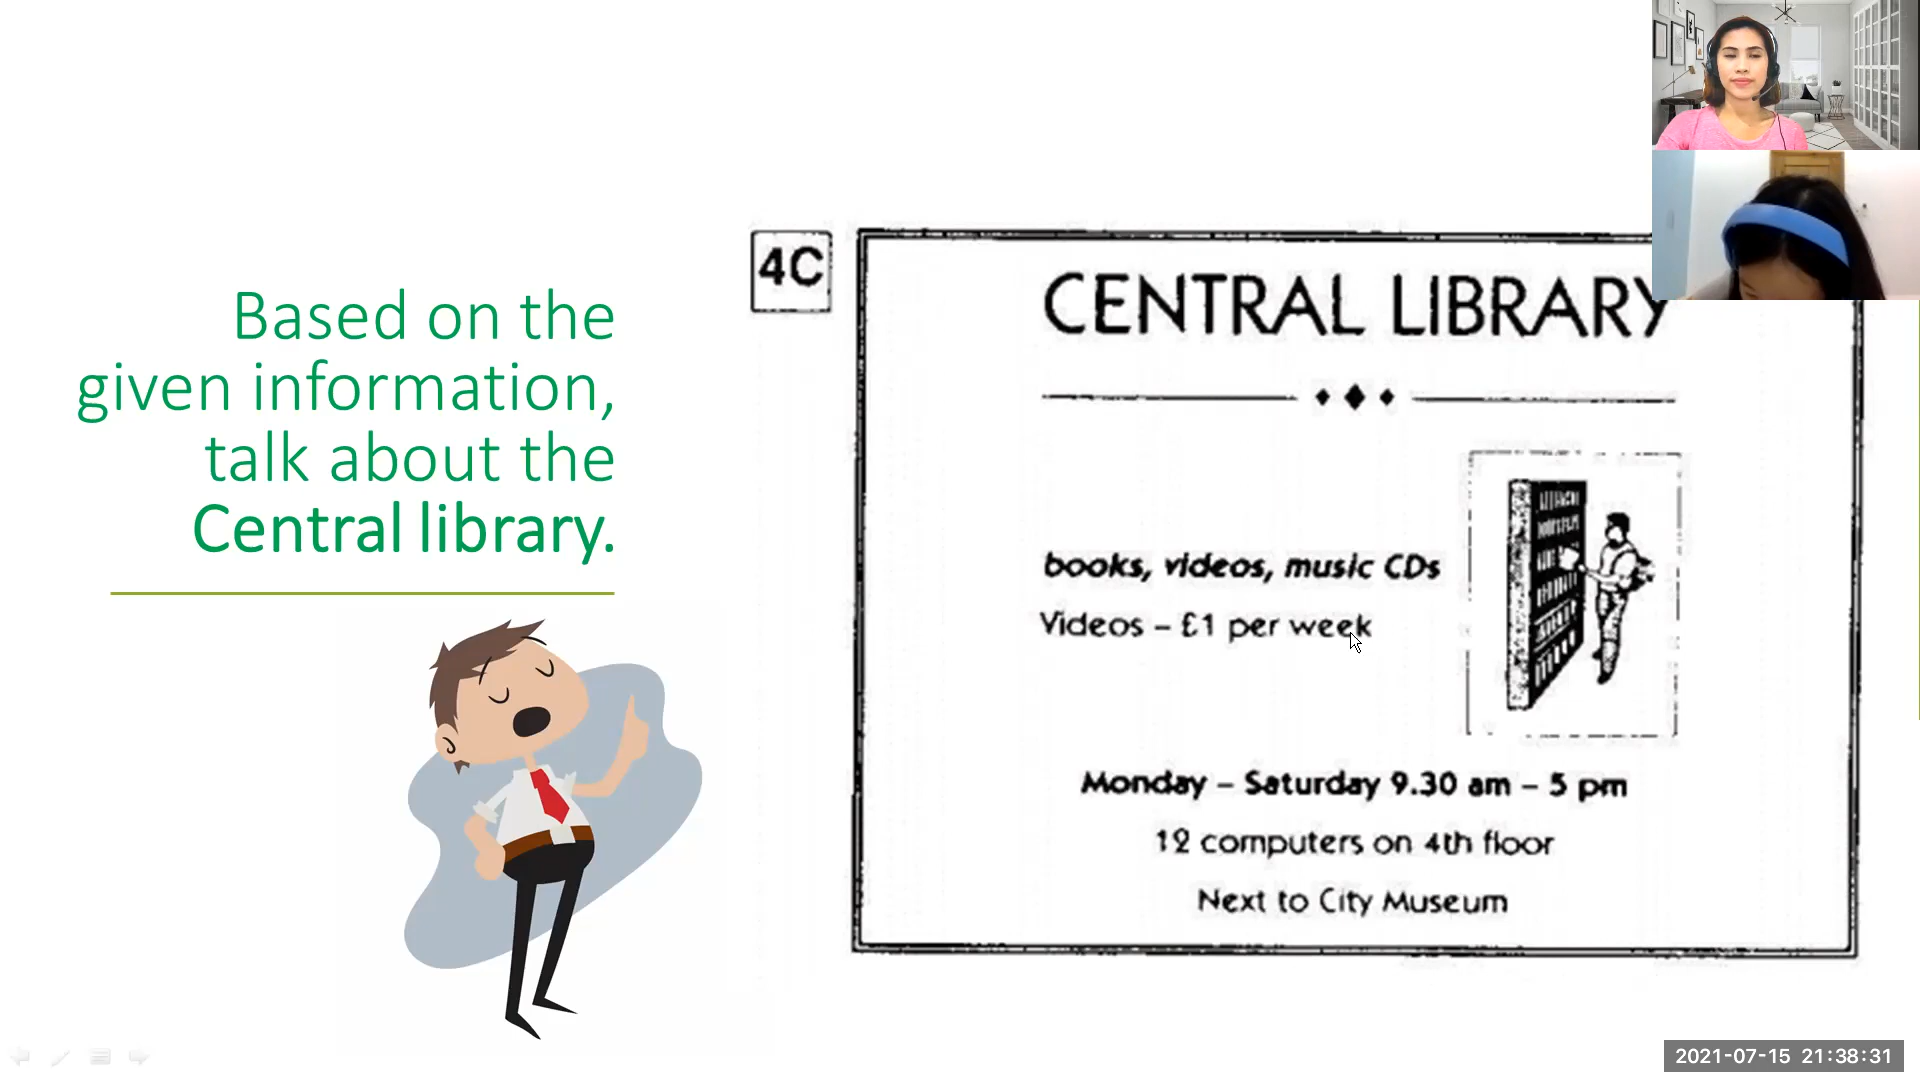 Based on the
given information,
talk about the
Central library.
4C
CENTRAL LIBRARY
books, videos, music CDs
Videos – £1 per week
Monday – Saturday 9.30 am – 5 pm
12 computers on 4th floor
Next to City Museum
2021-07-15 21:38:31